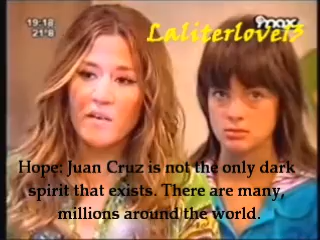 19:18
21'8
max
Laliterlove13
Hope: Juan Cruz is not the only dark
spirit that exists. There are many,
millions around the world.